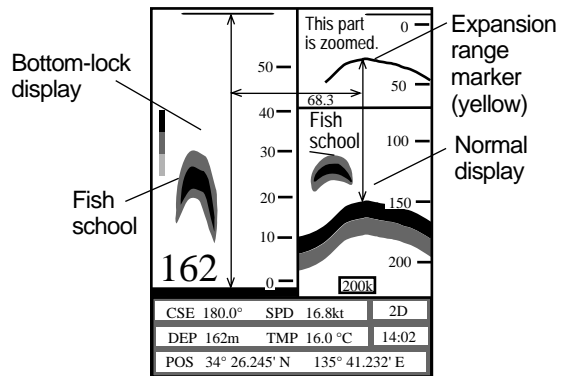 Bottom-lock
display
Fish
school
50
40
30
20
10
0
162
This part
is zoomed.
0
50
68.3
Fish
school
100
150
200
200k
Expansion
range
marker
(yellow)
Normal
display
CSE 180.0° SPD 16.8kt 2D
DEP 162m TMP 16.0 °C 14:02
POS 34° 26.245' N 135° 41.232' E